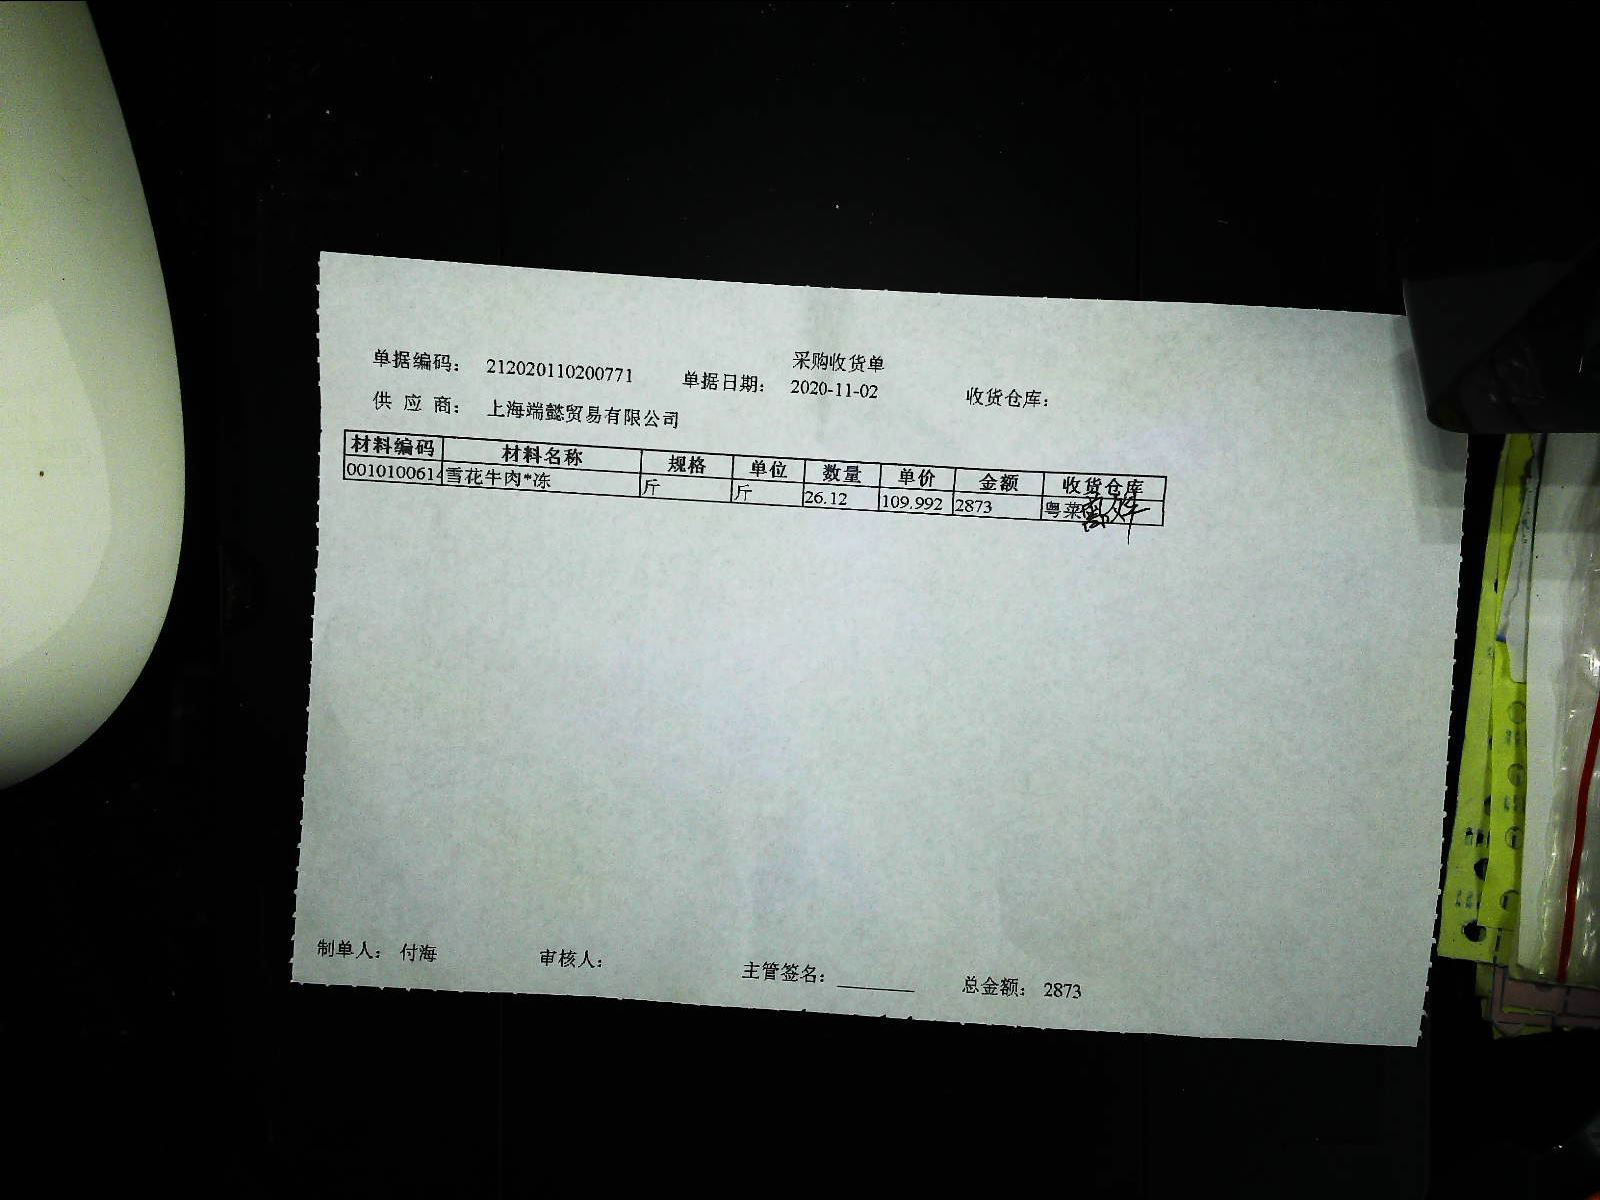 采购收货单
单据编码： 212020110200771 单据日期： 2020-11-02 收货仓库：
供 应 商： 上海端懿贸易有限公司
材料编码 材料名称 规格 单位 数量 单价 金额 收货仓库
0010100614 雪花牛肉*冻 斤 斤 26.12 109.992 2873 粤菜
制单人： 付海 审核人： 主管签名：________ 总金额： 2873